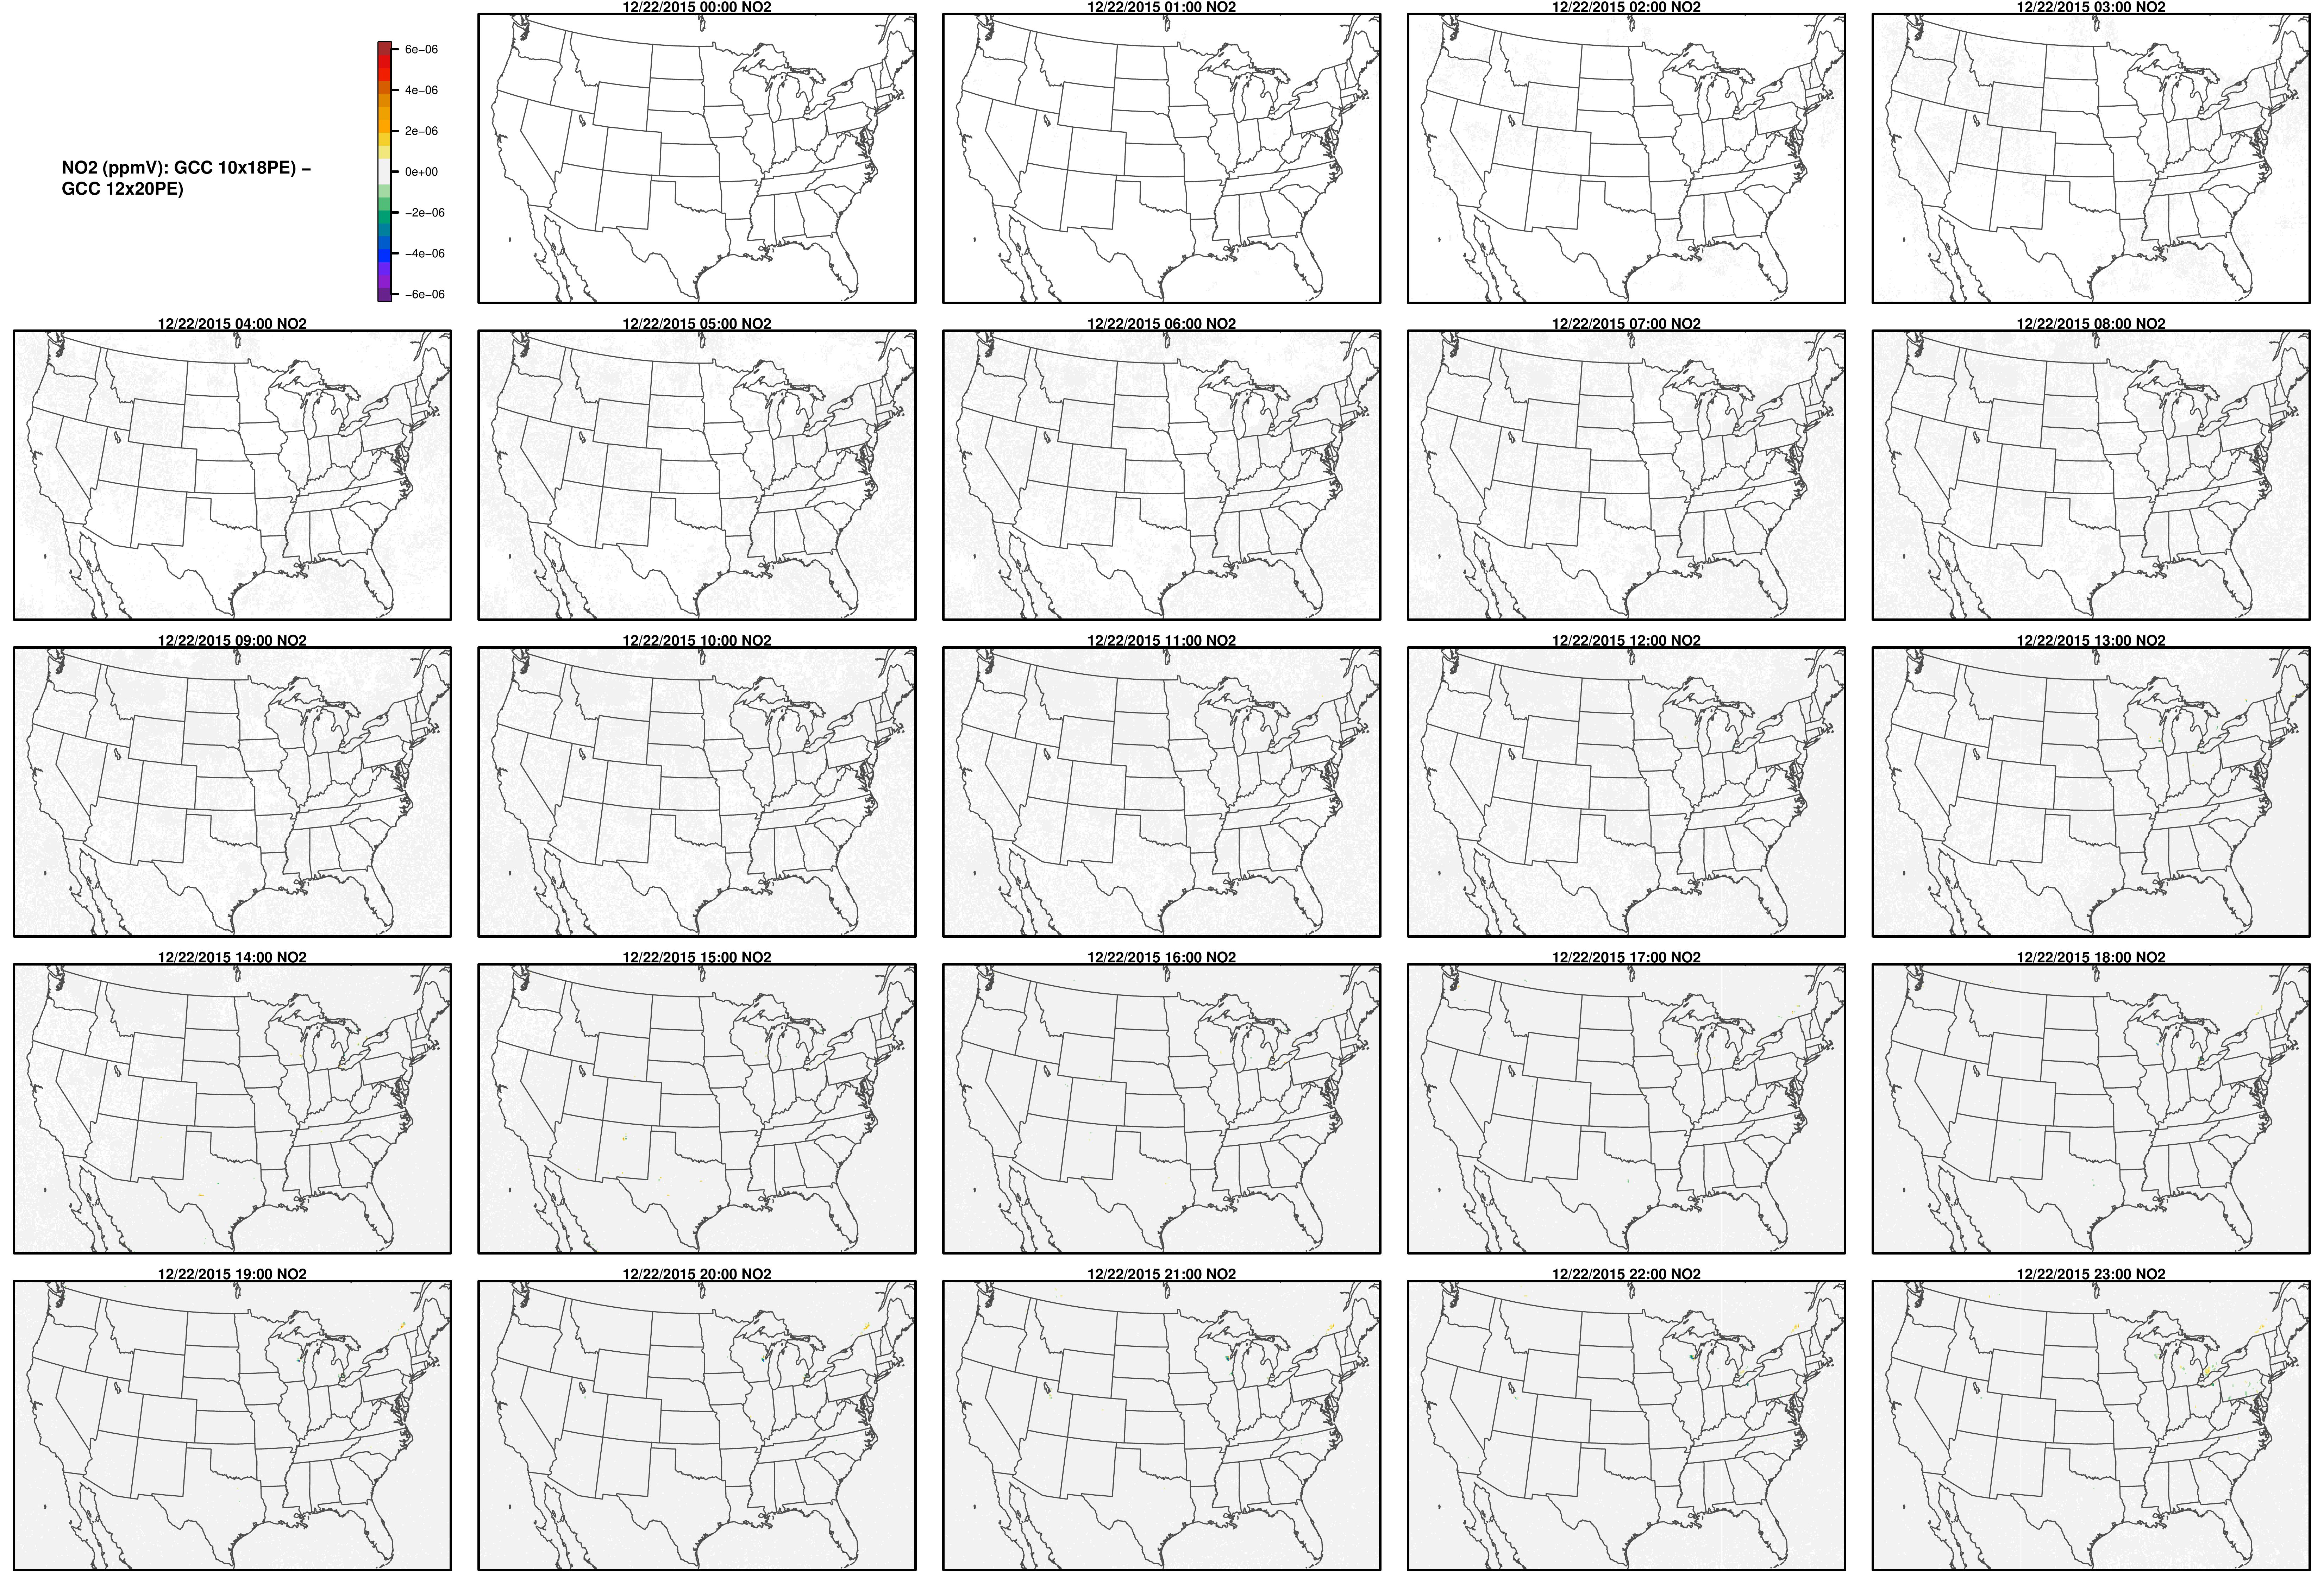 12/22/2015 00:00 NO2
12/22/2015 01:00 NO2
12/22/2015 02:00 NO2
12/22/2015 03:00 NO2
6e−06
4e−06
2e−06
0e+00
−2e−06
−4e−06
−6e−06
NO2 (ppmV): GCC 10x18PE) −
GCC 12x20PE)
12/22/2015 04:00 NO2
12/22/2015 05:00 NO2
12/22/2015 06:00 NO2
12/22/2015 07:00 NO2
12/22/2015 08:00 NO2
12/22/2015 09:00 NO2
12/22/2015 10:00 NO2
12/22/2015 11:00 NO2
12/22/2015 12:00 NO2
12/22/2015 13:00 NO2
12/22/2015 14:00 NO2
12/22/2015 15:00 NO2
12/22/2015 16:00 NO2
12/22/2015 17:00 NO2
12/22/2015 18:00 NO2
12/22/2015 19:00 NO2
12/22/2015 20:00 NO2
12/22/2015 21:00 NO2
12/22/2015 22:00 NO2
12/22/2015 23:00 NO2